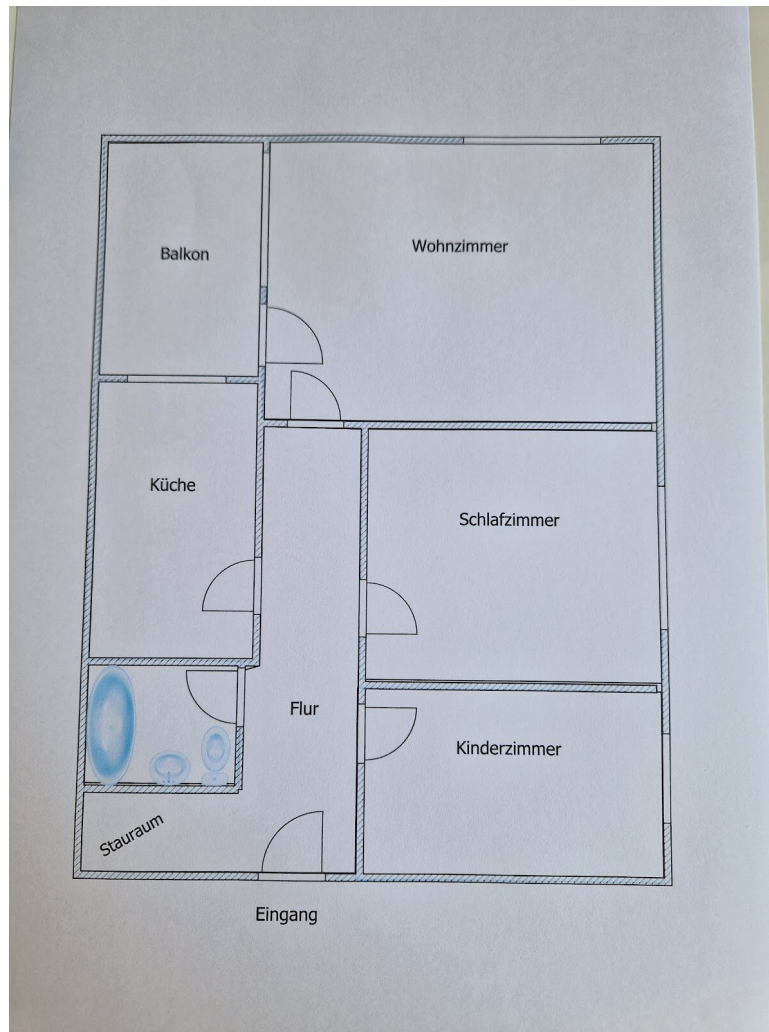 Balkon
Wohnzimmer
Küche
Schlafzimmer
Flur
Kinderzimmer
Stauraum
Eingang